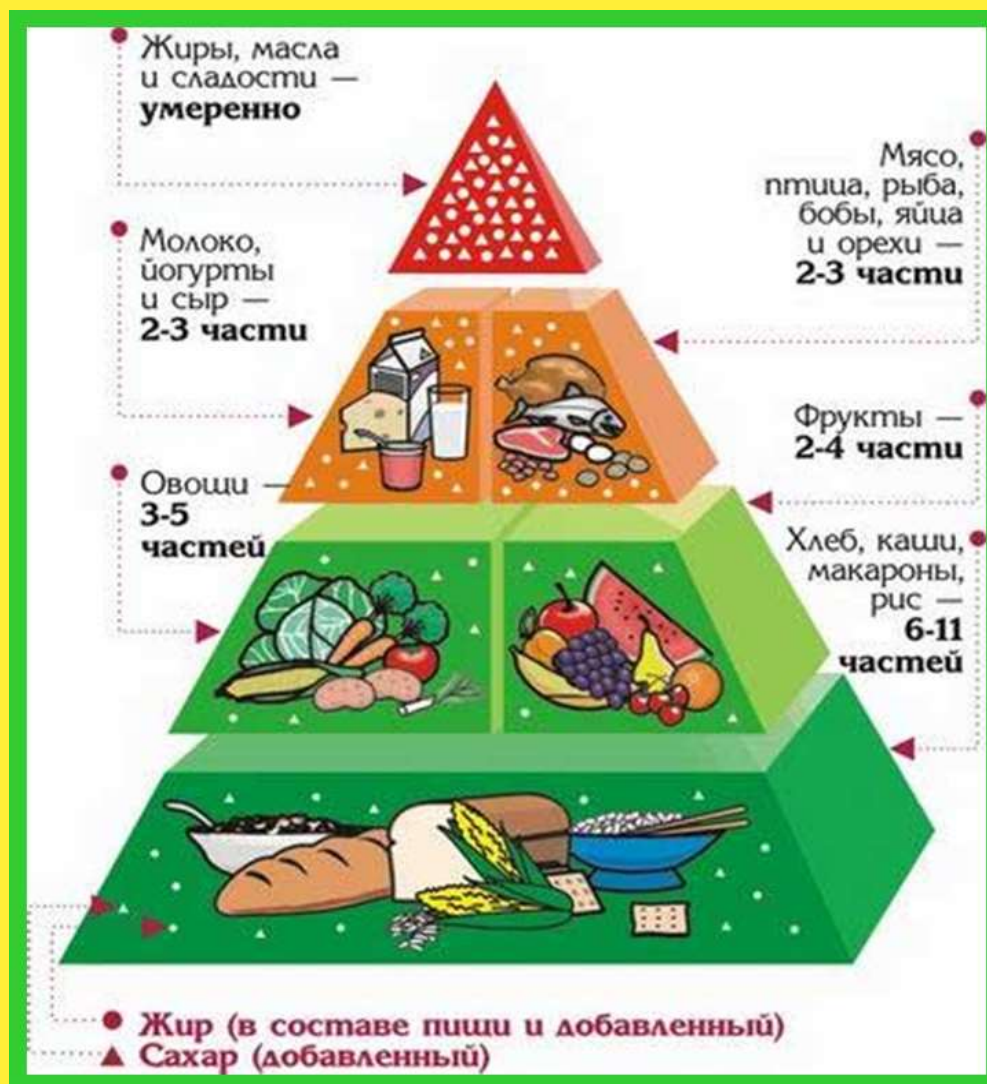 Жиры, масла
и сладости —
умеренно
Молоко,
йогурты
и сыр —
2-3 части
Овощи —
3-5
частей
Мясо,
птица, рыба,
бобы, яйца
и орехи —
2-3 части
Фрукты —
2-4 части
Хлеб, каши,
макароны,
рис —
6-11
частей
Жир (в составе пищи и добавленный)
Сахар (добавленный)